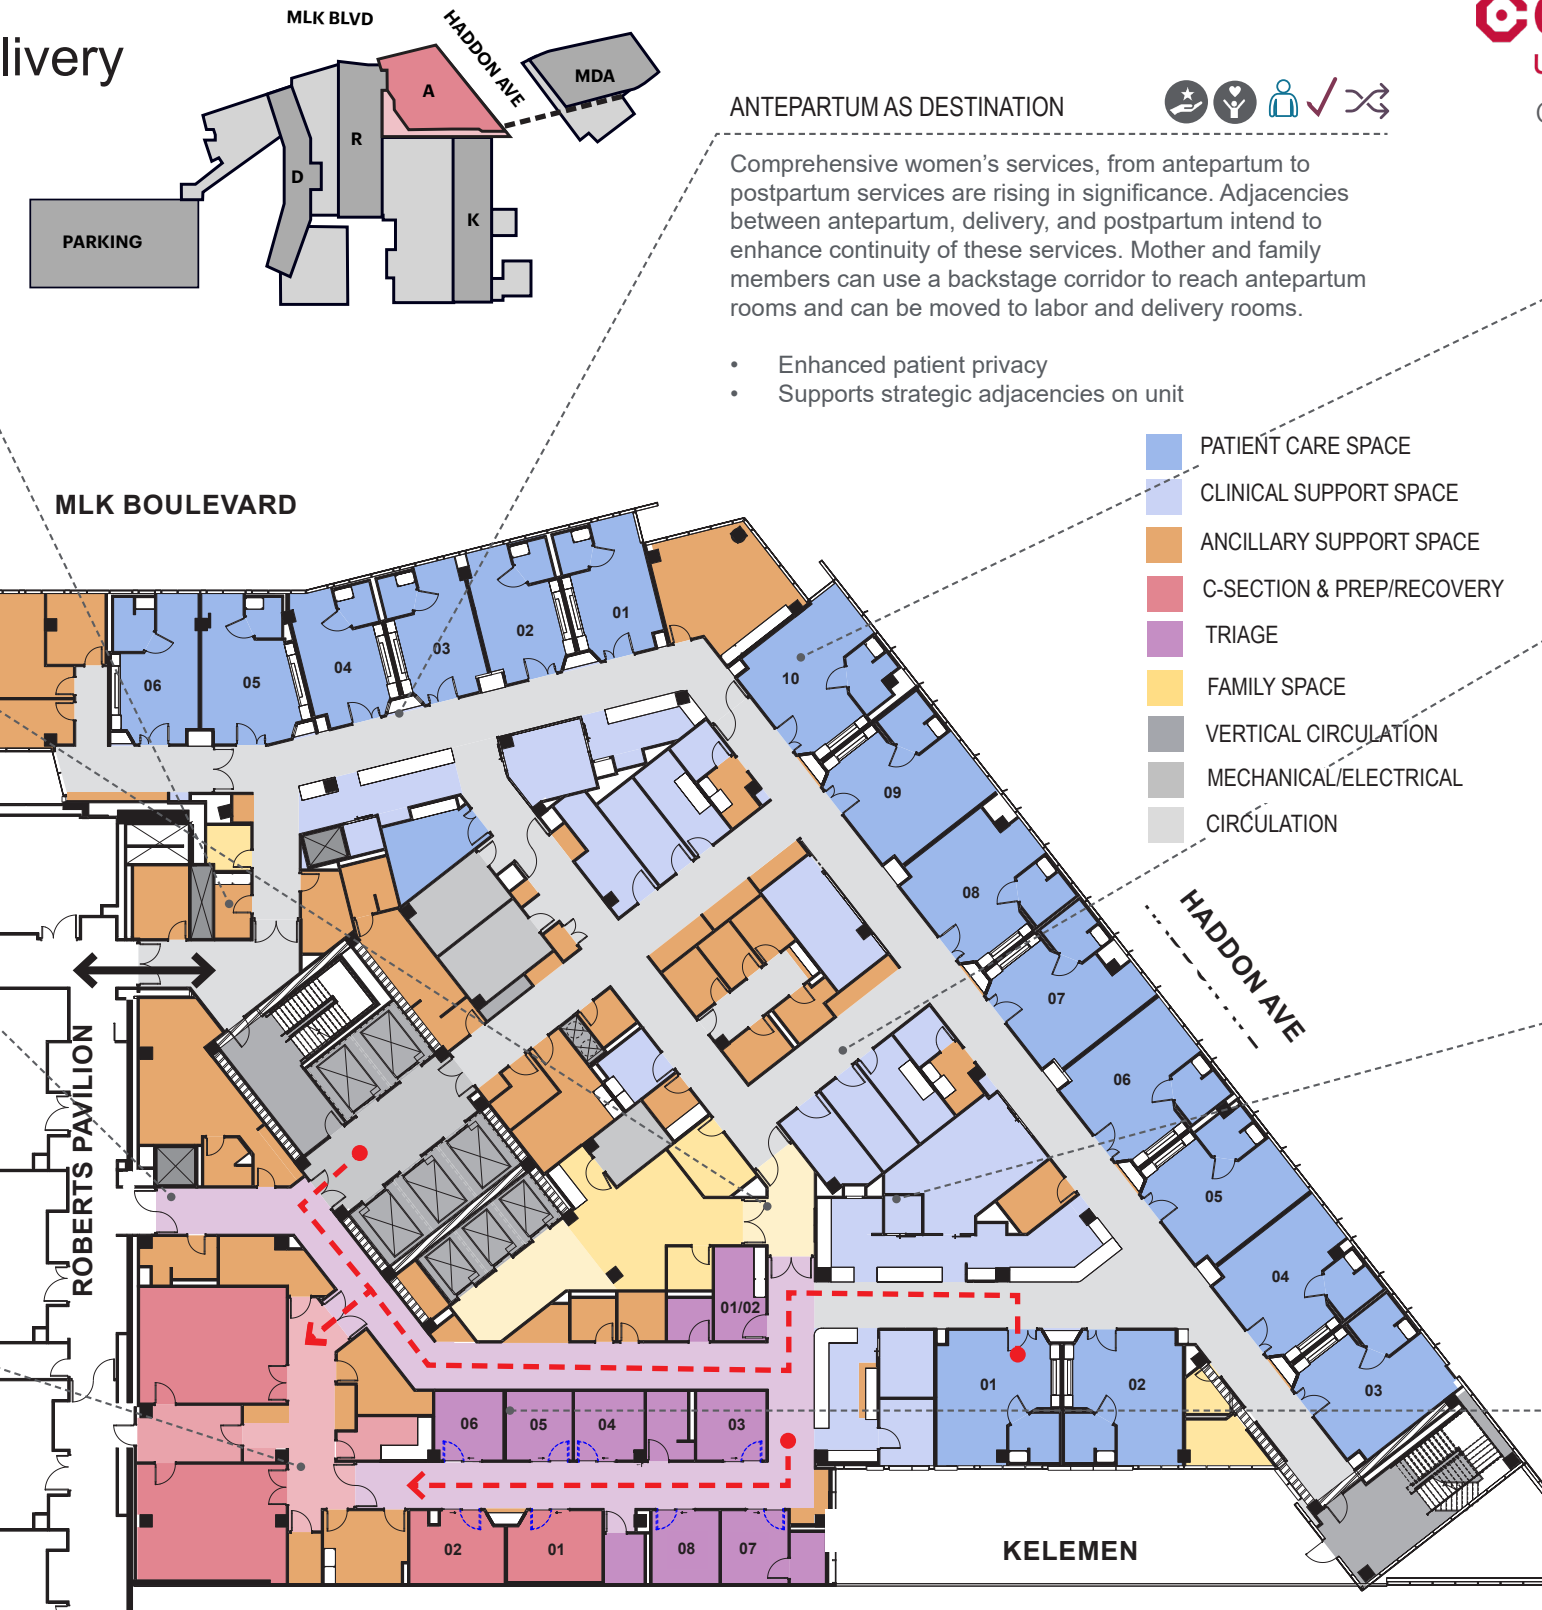 livery
MLK BLVD
HADDON AVE
A
MDA
R
D
K
PARKING
ANTEPARTUM AS DESTINATION
Comprehensive women's services, from antepartum to
postpartum services are rising in significance. Adjacencies
between antepartum, delivery, and postpartum intend to
enhance continuity of these services. Mother and family
members can use a backstage corridor to reach antepartum
rooms and can be moved to labor and delivery rooms.
• Enhanced patient privacy
• Supports strategic adjacencies on unit
PATIENT CARE SPACE
CLINICAL SUPPORT SPACE
ANCILLARY SUPPORT SPACE
C-SECTION & PREP/RECOVERY
TRIAGE
FAMILY SPACE
VERTICAL CIRCULATION
MECHANICAL/ELECTRICAL
CIRCULATION
MLK BOULEVARD
06
05
04
03
02
01
10
09
08
07
06
05
04
03
HADDON AVE
ROBERTS PAVILION
01/02
01
02
06
05
04
03
02
01
08
07
KELEMEN